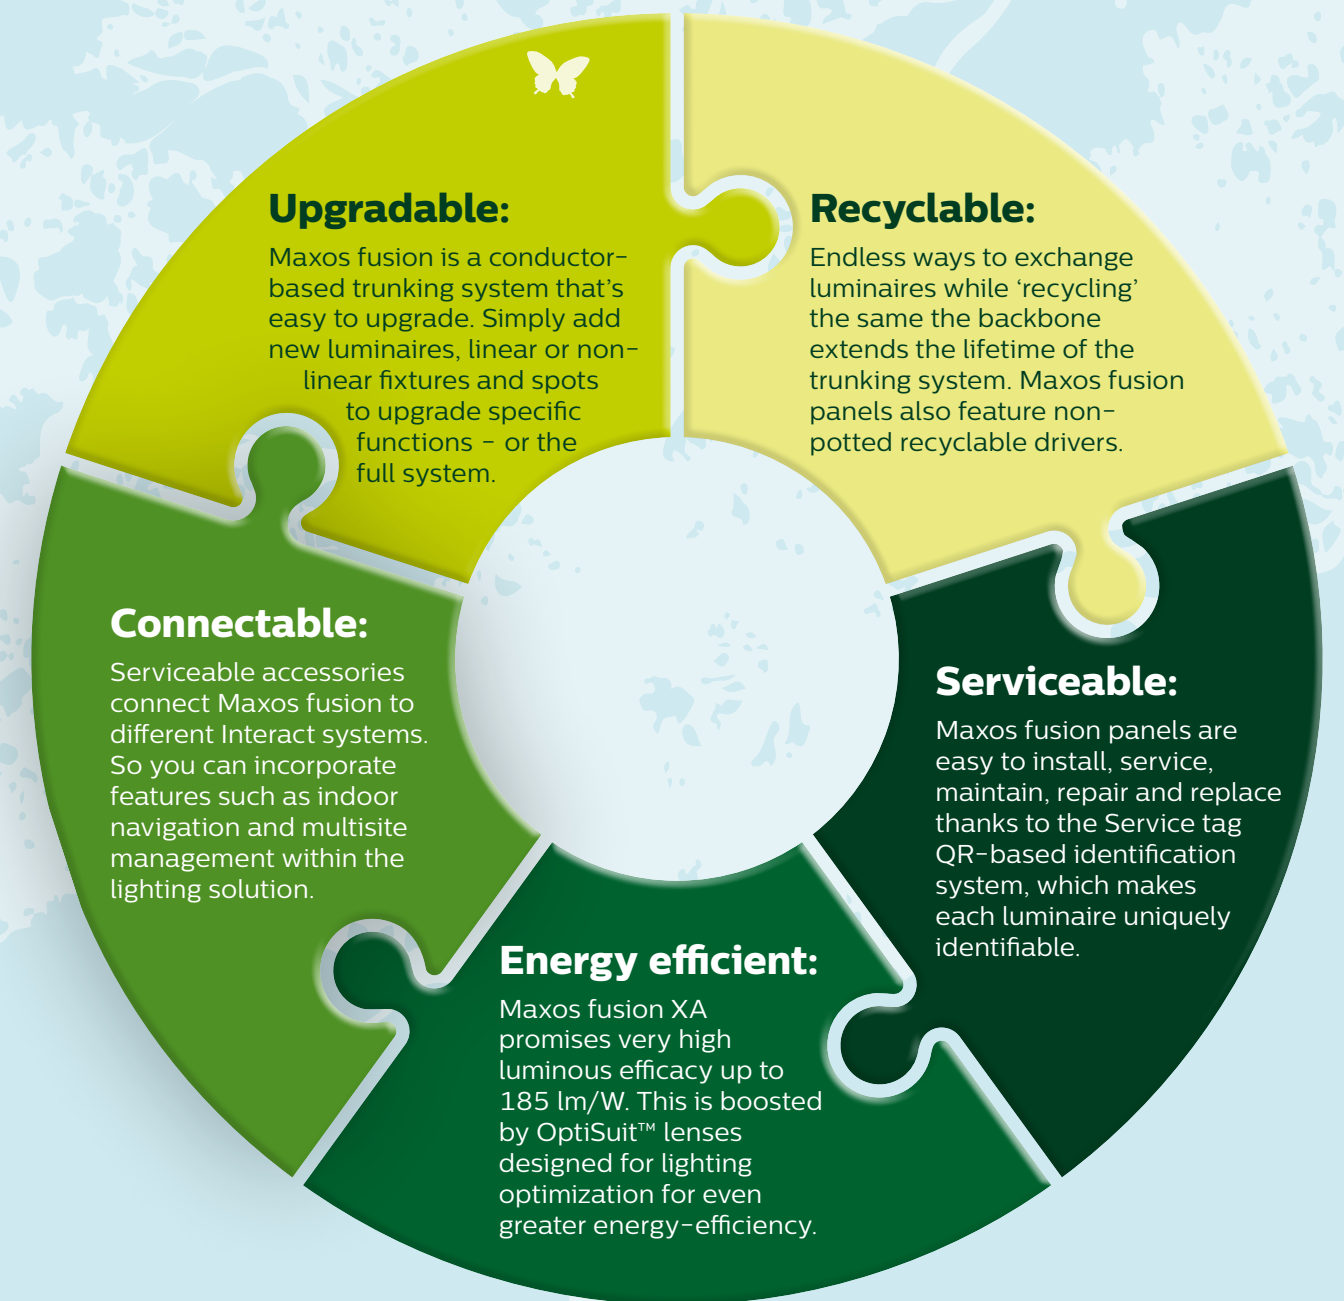 Upgradable:
Maxos fusion is a conductor-
based trunking system that's
easy to upgrade. Simply add
new luminaires, linear or non-
linear fixtures and spots
to upgrade specific
functions - or the
full system.
Recyclable:
Endless ways to exchange
luminaires while ‘recycling’
the same the backbone
extends the lifetime of the
trunking system. Maxos fusion
panels also feature non-
potted recyclable drivers.
Connectable:
Serviceable accessories
connect Maxos fusion to
different Interact systems.
So you can incorporate
features such as indoor
navigation and multisite
management within the
lighting solution.
Serviceable:
Maxos fusion panels are
easy to install, service,
maintain, repair and replace
thanks to the Service tag
QR-based identification
system, which makes
each luminaire uniquely
identifiable.
Energy efficient:
Maxos fusion XA
promises very high
luminous efficacy up to
185 lm/W. This is boosted
by OptiSuit™ lenses
designed for lighting
optimization for even
greater energy-efficiency.